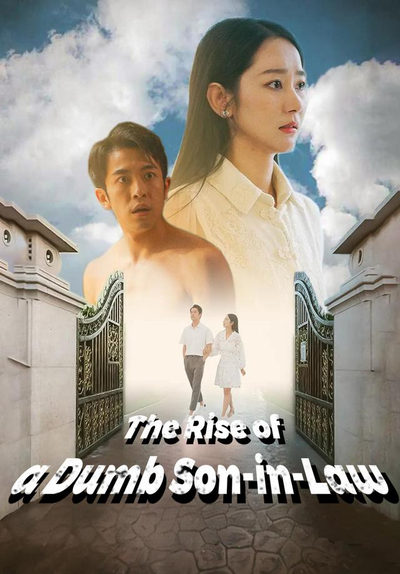 The Rise of
a Dumb Son-in-Law